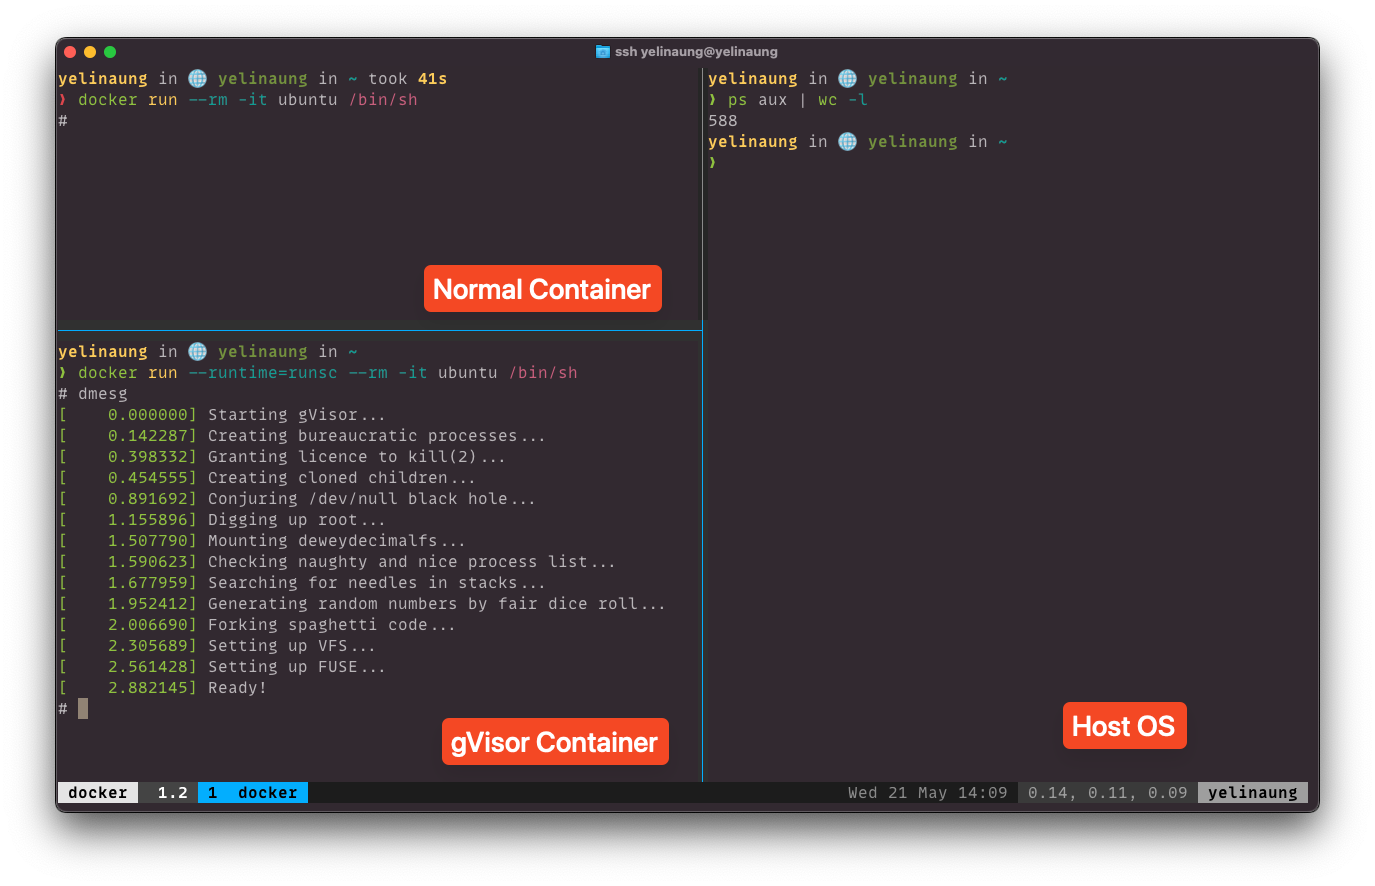 ssh yelinaung@yelinaung
yelinaung in 🌐 yelinaung in ~ took 41s
❯ docker run --rm -it ubuntu /bin/sh
#
Normal Container
yelinaung in 🌐 yelinaung in ~
❯ docker run --runtime=runsc --rm -it ubuntu /bin/sh
# dmesg
[    0.000000] Starting gVisor...
[    0.142287] Creating bureaucratic processes...
[    0.398332] Granting licence to kill(2)...
[    0.454555] Creating cloned children...
[    0.891692] Conjuring /dev/null black hole...
[    1.155896] Digging up root...
[    1.507790] Mounting deweydecimalfs...
[    1.590623] Checking naughty and nice process list...
[    1.677959] Searching for needles in stacks...
[    1.952412] Generating random numbers by fair dice roll...
[    2.006690] Forking spaghetti code...
[    2.305689] Setting up VFS...
[    2.561428] Setting up FUSE...
[    2.882145] Ready!
#
gVisor Container
yelinaung in 🌐 yelinaung in ~
❯ ps aux | wc -l
588
yelinaung in 🌐 yelinaung in ~
❯
Host OS
docker 1.2 1 docker Wed 21 May 14:09 0.14, 0.11, 0.09 yelinaung